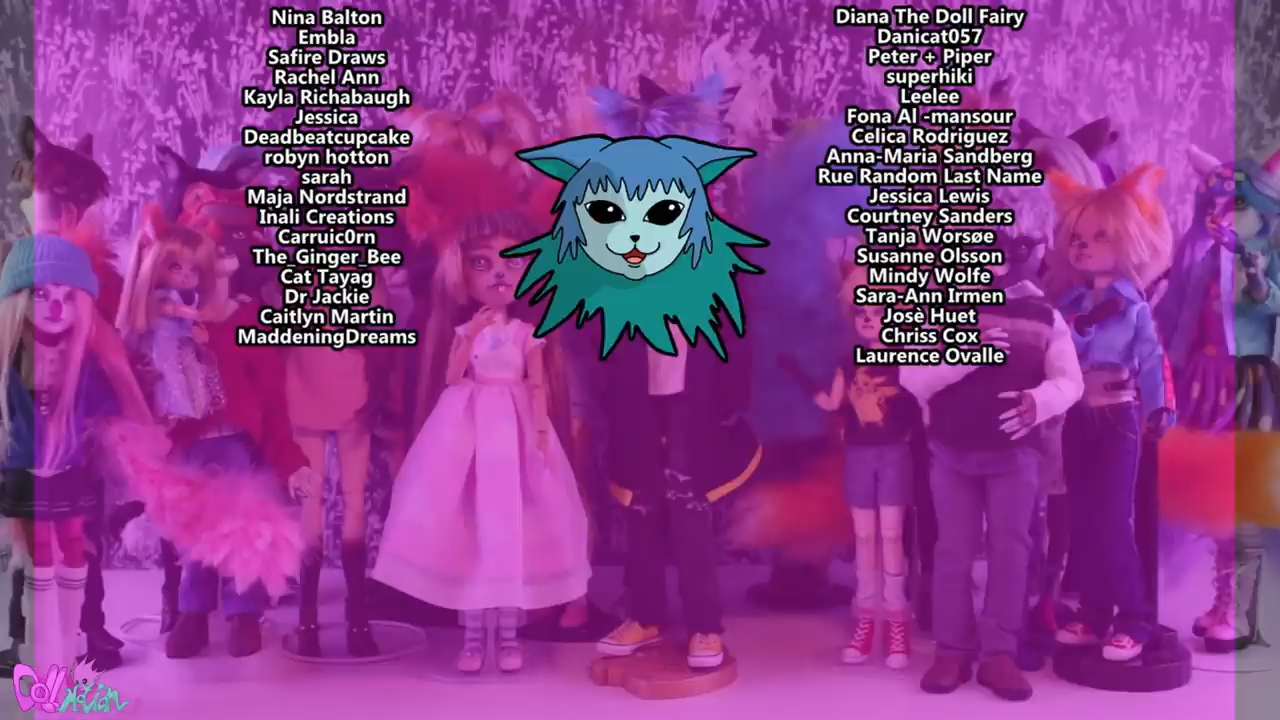 Nina Balton
Embla
Safire Draws
Rachel Ann
Kayla Richabaugh
Jessica
Deadbeatcupcake
robyn hotton
sarah
Maja Nordstrand
Inali Creations
Carruic0rn
The_Ginger_Bee
Cat Tayag
Dr Jackie
Caitlyn Martin
MaddeningDreams
Diana The Doll Fairy
Danicat057
Peter + Piper
superhiki
Leelee
Fona Al -mansour
Celica Rodriguez
Anna-Maria Sandberg
Rue Random Last Name
Jessica Lewis
Courtney Sanders
Tanja Worsøe
Susanne Olsson
Mindy Wolfe
Sara-Ann Irmen
Josè Huet
Chriss Cox
Laurence Ovalle
Doll
Motion